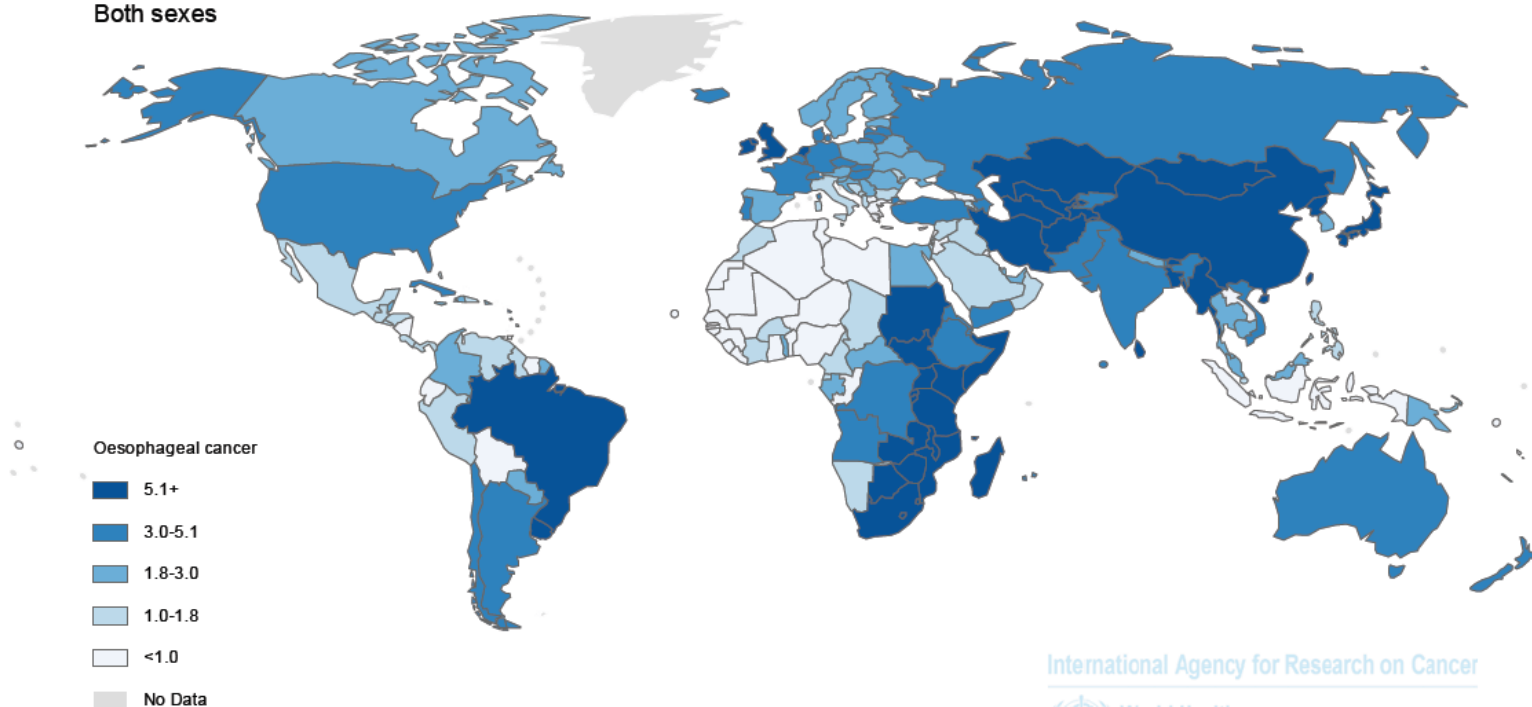 Both sexes
Oesophageal cancer
5.1+
3.0-5.1
1.8-3.0
1.0-1.8
<1.0
No Data
International Agency for Research on Cancer